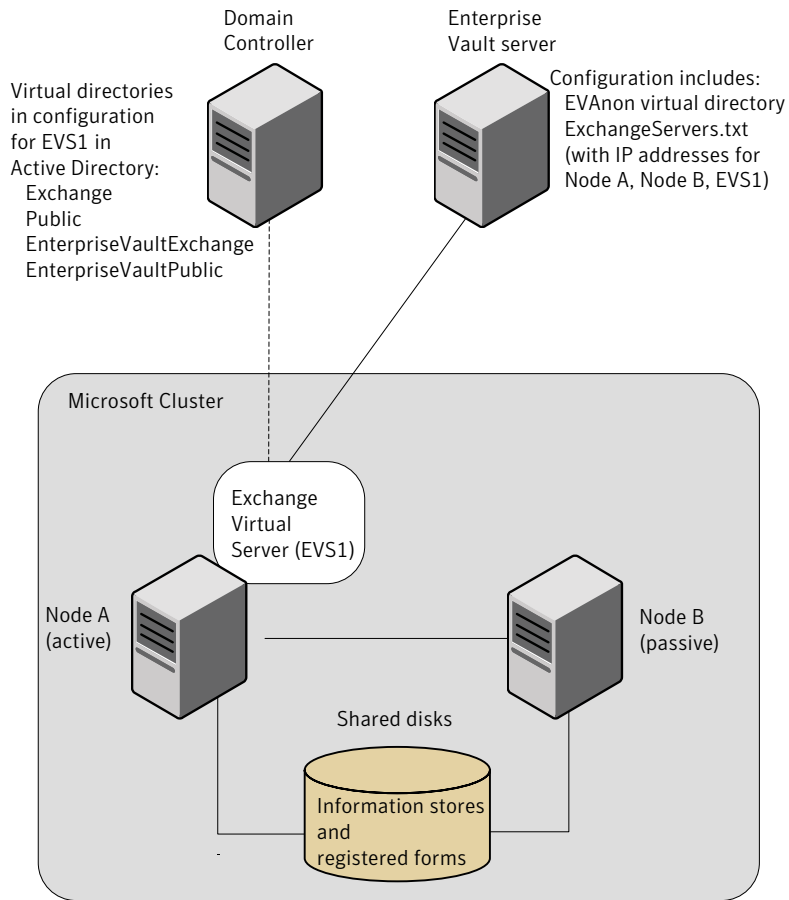 Domain
Controller
Enterprise
Vault server
Virtual directories
in configuration
for EVS1 in
Active Directory:
Exchange
Public
EnterpriseVaultExchange
EnterpriseVaultPublic
Configuration includes:
EVAnon virtual directory
ExchangeServers.txt
(with IP addresses for
Node A, Node B, EVS1)
Microsoft Cluster
Exchange
Virtual
Server (EVS1)
Node A
(active)
Node B
(passive)
Shared disks
Information stores
and
registered forms